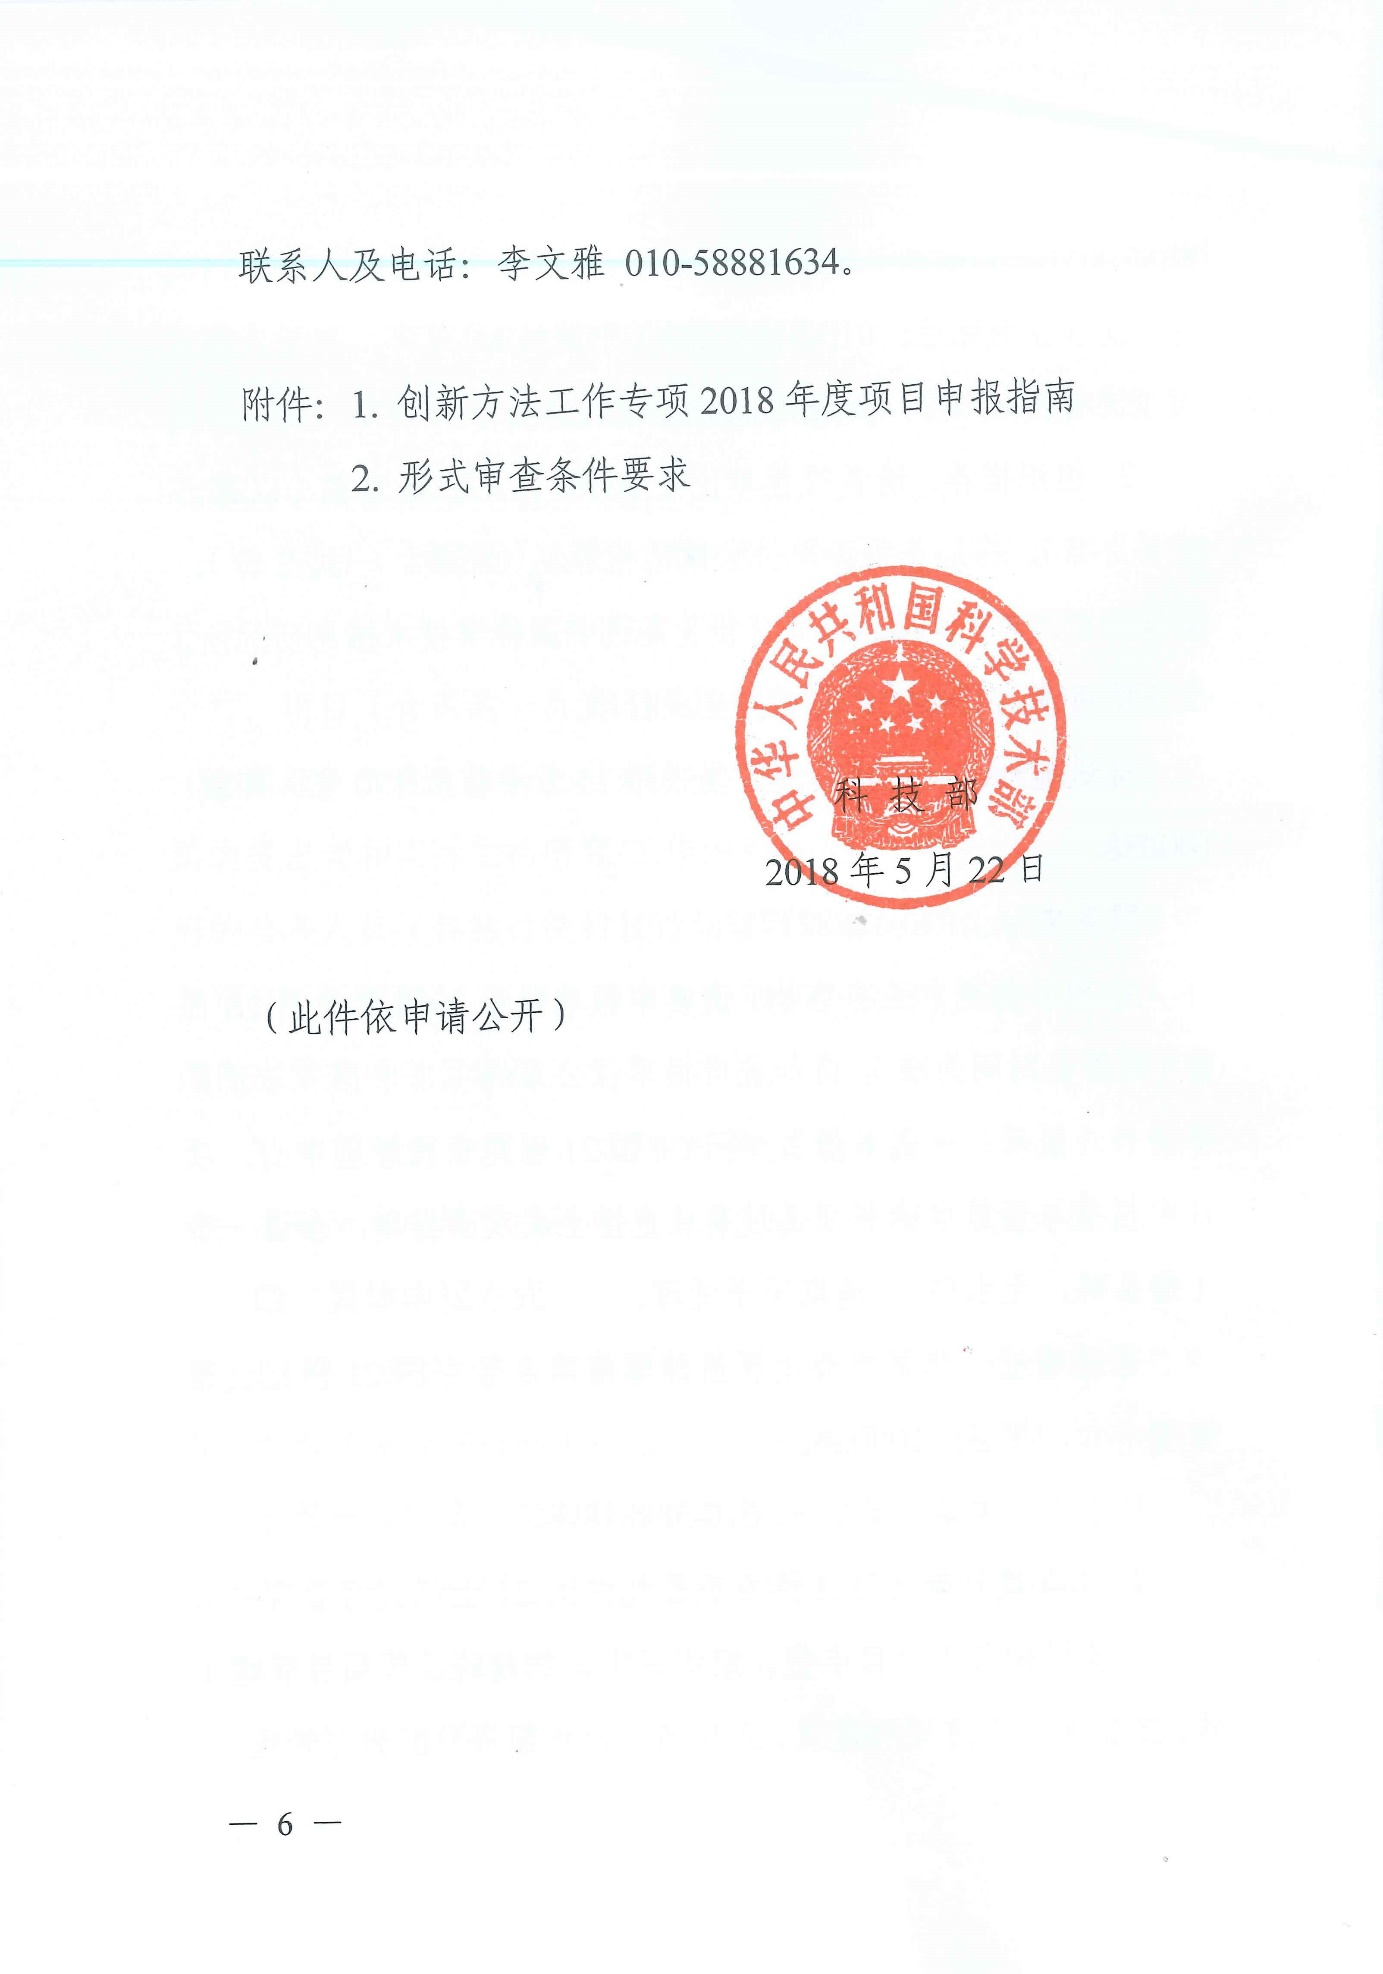 联系人及电话：李文雅 010-58881634。
附件：1. 创新方法工作专项 2018 年度项目申报指南
2. 形式审查条件要求
中华人民共和国科学技术部
科 技 部
2018 年 5 月 22 日
（此件依申请公开）
— 6 —